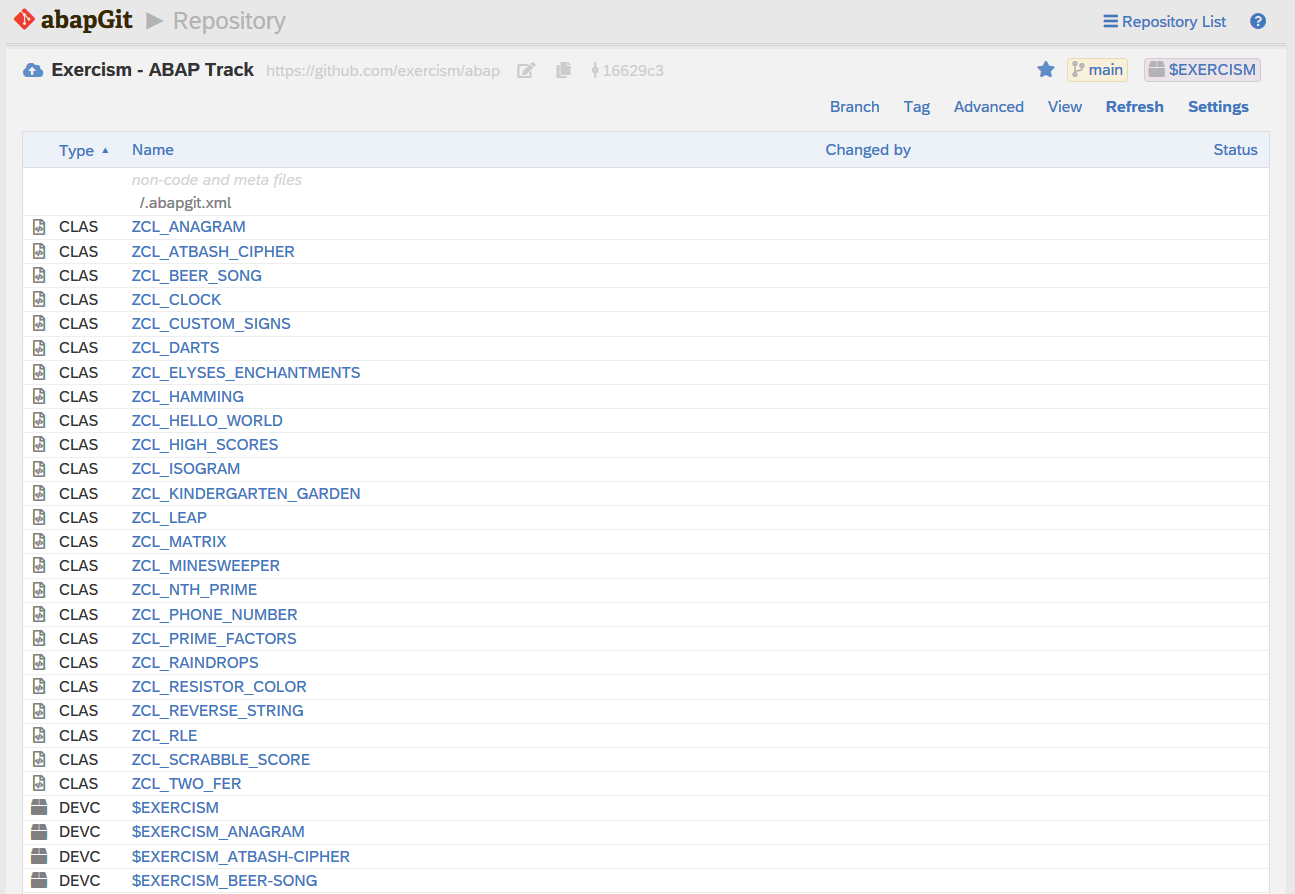 abapGit Repository Repository List ?
Exercism - ABAP Track https://github.com/exercism/abap 16629c3 main $EXERCISM
Branch Tag Advanced View Refresh Settings
Type Name Changed by Status
non-code and meta files
/.abapgit.xml
CLAS ZCL_ANAGRAM
CLAS ZCL_ATBASH_CIPHER
CLAS ZCL_BEER_SONG
CLAS ZCL_CLOCK
CLAS ZCL_CUSTOM_SIGNS
CLAS ZCL_DARTS
CLAS ZCL_ELYSES_ENCHANTMENTS
CLAS ZCL_HAMMING
CLAS ZCL_HELLO_WORLD
CLAS ZCL_HIGH_SCORES
CLAS ZCL_ISOGRAM
CLAS ZCL_KINDERGARTEN_GARDEN
CLAS ZCL_LEAP
CLAS ZCL_MATRIX
CLAS ZCL_MINESWEEPER
CLAS ZCL_NTH_PRIME
CLAS ZCL_PHONE_NUMBER
CLAS ZCL_PRIME_FACTORS
CLAS ZCL_RAINDROPS
CLAS ZCL_RESISTOR_COLOR
CLAS ZCL_REVERSE_STRING
CLAS ZCL_RLE
CLAS ZCL_SCRABBLE_SCORE
CLAS ZCL_TWO_FER
DEVC $EXERCISM
DEVC $EXERCISM_ANAGRAM
DEVC $EXERCISM_ATBASH-CIPHER
DEVC $EXERCISM_BEER-SONG